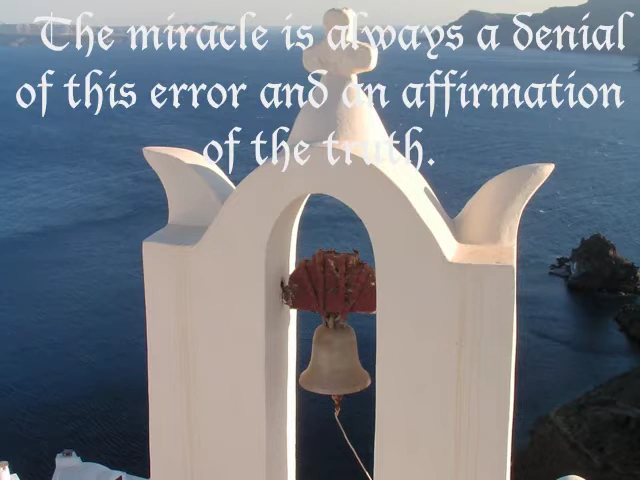 The miracle is always a denial
of this error and an affirmation
of the truth.